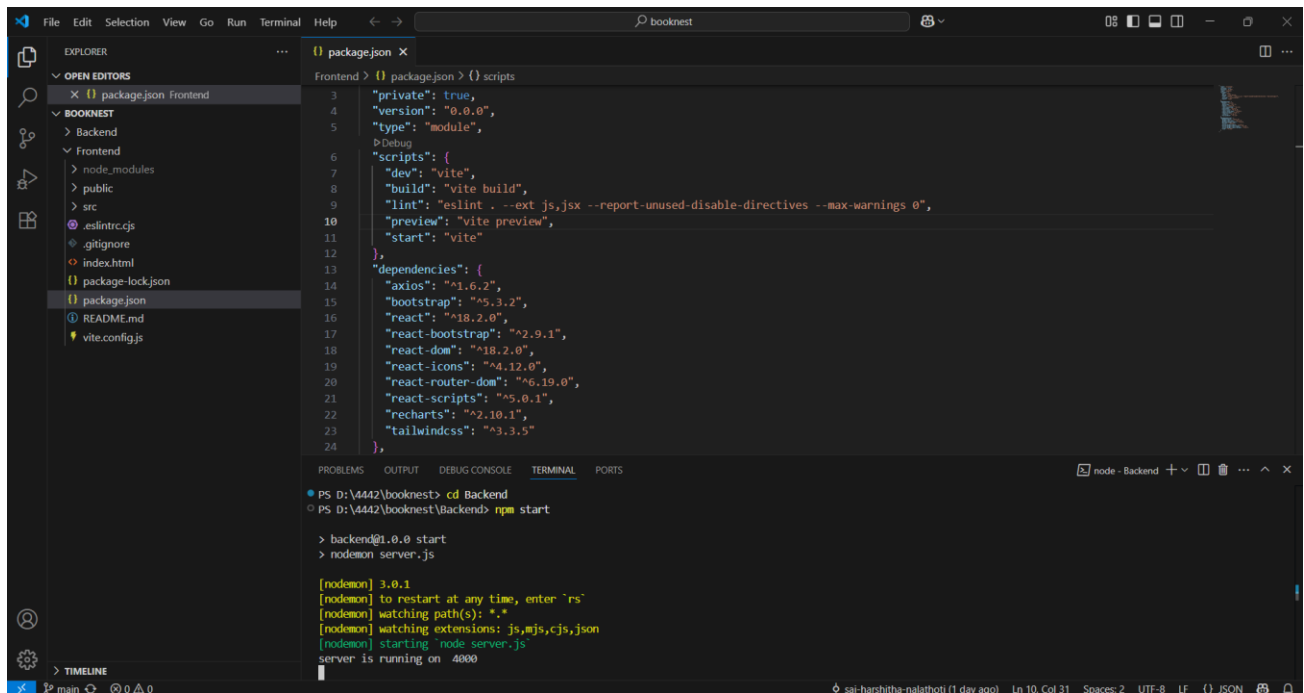 File Edit Selection View Go Run Terminal Help
booknest
EXPLORER
OPEN EDITORS
package.json Frontend
BOOKNEST
Backend
Frontend
node_modules
public
src
.eslintrc.cjs
.gitignore
index.html
package-lock.json
package.json
README.md
vite.config.js
TIMELINE
package.json
Frontend > {} package.json > {} scripts
3 "private": true,
4 "version": "0.0.0",
5 "type": "module",
Debug
6 "scripts": {
7 "dev": "vite",
8 "build": "vite build",
9 "lint": "eslint . --ext js,jsx --report-unused-disable-directives --max-warnings 0",
10 "preview": "vite preview",
11 "start": "vite"
12 },
13 "dependencies": {
14 "axios": "^1.6.2",
15 "bootstrap": "^5.3.2",
16 "react": "^18.2.0",
17 "react-bootstrap": "^2.9.1",
18 "react-dom": "^18.2.0",
19 "react-icons": "^4.12.0",
20 "react-router-dom": "^6.19.0",
21 "react-scripts": "^5.0.1",
22 "recharts": "^2.10.1",
23 "tailwindcss": "^3.3.5"
24 },
PROBLEMS OUTPUT DEBUG CONSOLE TERMINAL PORTS
node - Backend
PS D:\4442\booknest> cd Backend
PS D:\4442\booknest\Backend> npm start
> backend@1.0.0 start
> nodemon server.js
[nodemon] 3.0.1
[nodemon] to restart at any time, enter `rs`
[nodemon] watching path(s): *.*
[nodemon] watching extensions: js,mjs,cjs,json
[nodemon] starting `node server.js`
server is running on 4000
main 0 0 sai-harshitha-nalathoti (1 day ago) Ln 10, Col 31 Spaces: 2 UTF-8 LF {} JSON